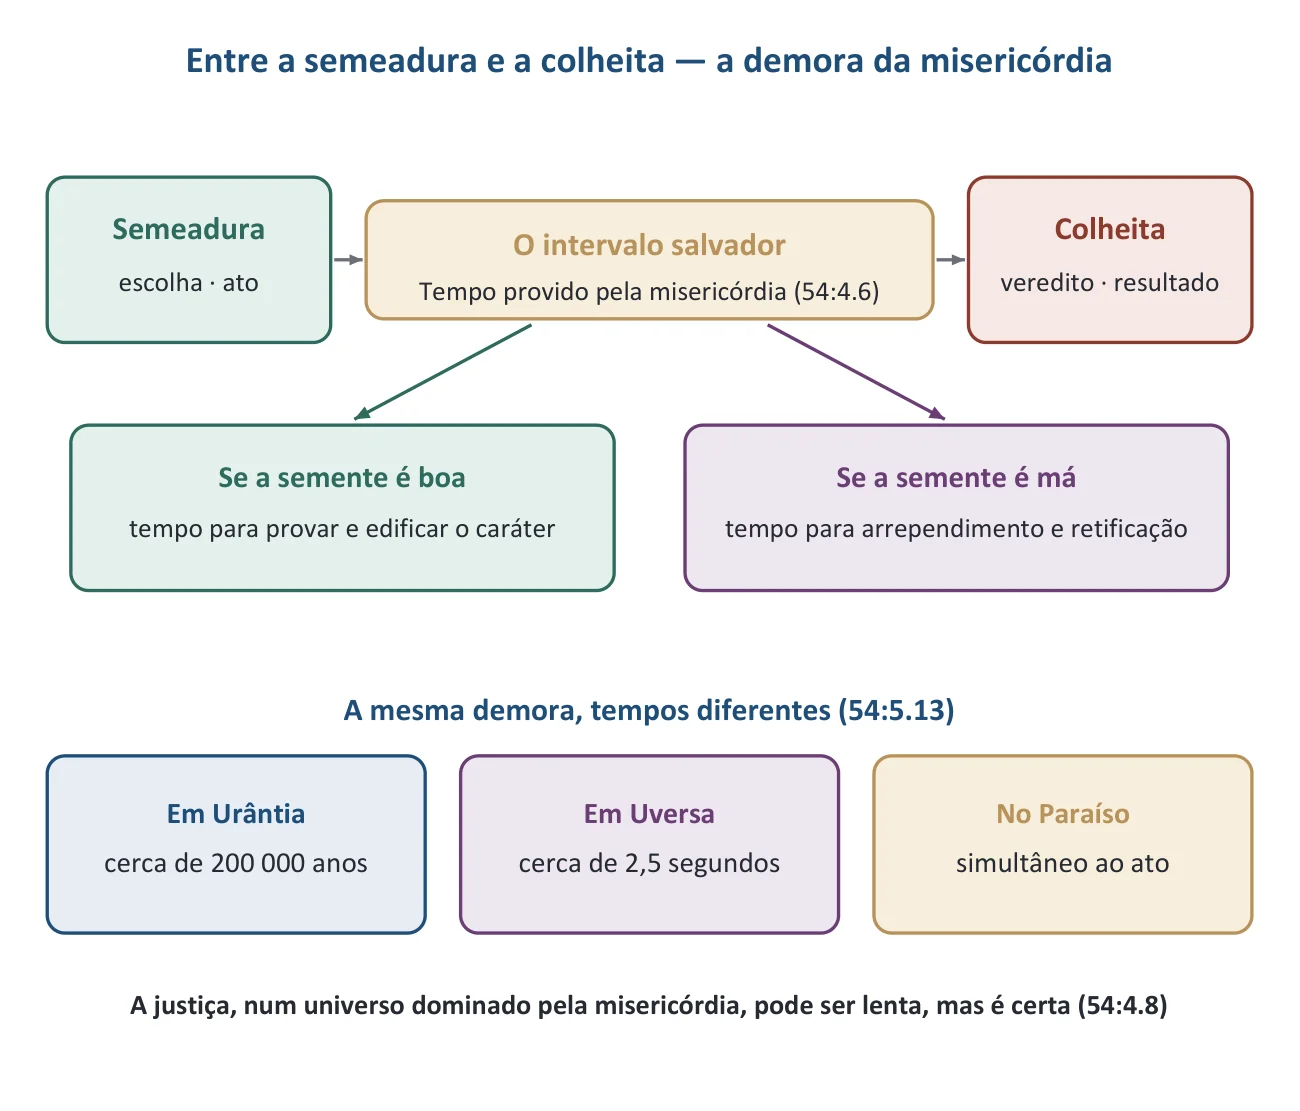 Entre a semeadura e a colheita — a demora da misericórdia
Semeadura
escolha · ato
O intervalo salvador
Tempo provido pela misericórdia (54:4.6)
Colheita
veredito · resultado
Se a semente é boa
tempo para provar e edificar o caráter
Se a semente é má
tempo para arrependimento e retificação
A mesma demora, tempos diferentes (54:5.13)
Em Urântia
cerca de 200 000 anos
Em Uversa
cerca de 2,5 segundos
No Paraíso
simultâneo ao ato
A justiça, num universo dominado pela misericórdia, pode ser lenta, mas é certa (54:4.8)